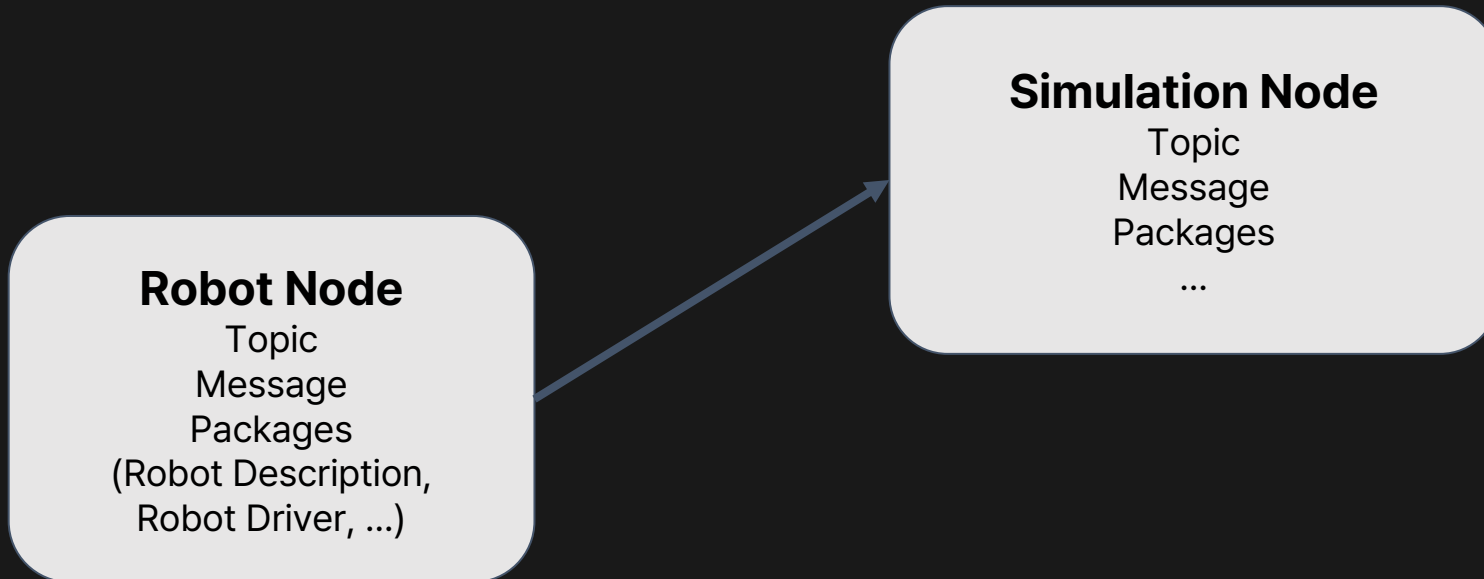 Simulation Node
Topic
Message
Packages
...
Robot Node
Topic
Message
Packages
(Robot Description,
Robot Driver, ...)